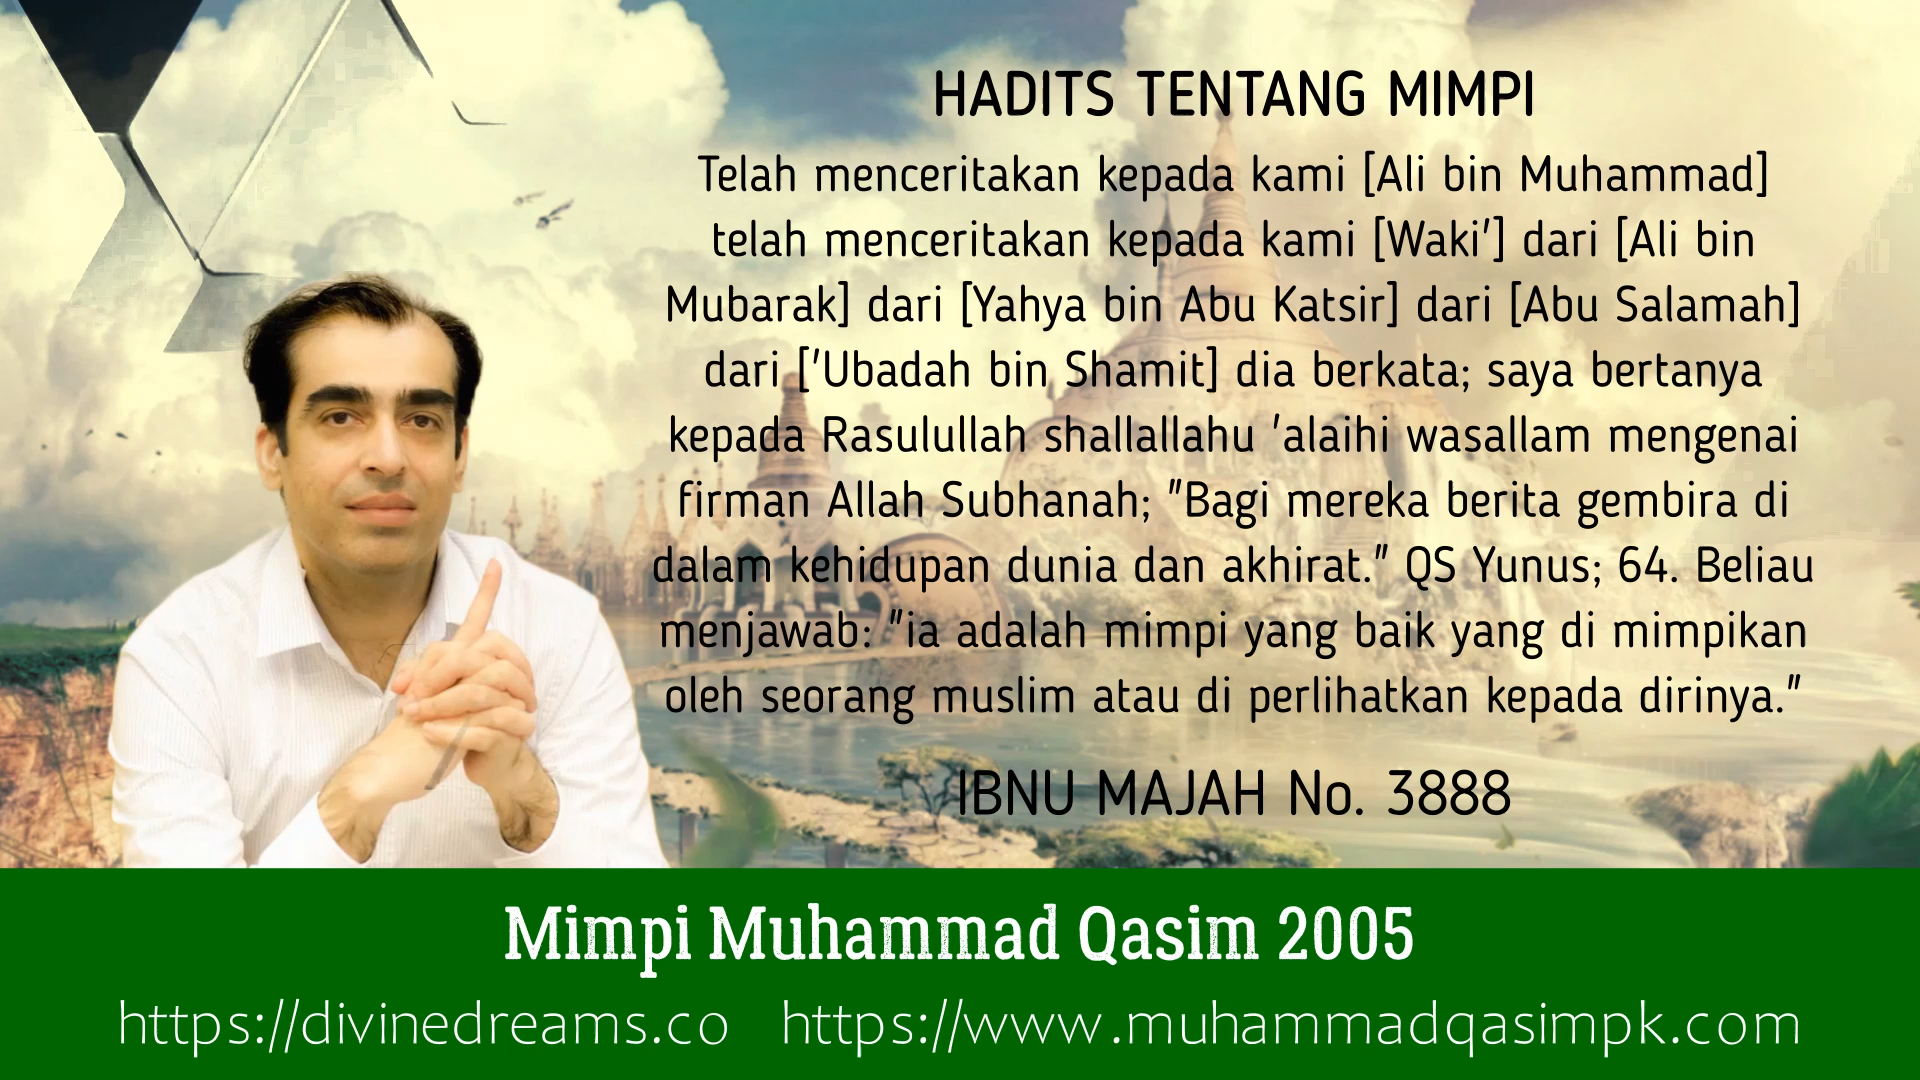 HADITS TENTANG MIMPI
Telah menceritakan kepada kami [Ali bin Muhammad]
telah menceritakan kepada kami [Waki'] dari [Ali bin
Mubarak] dari [Yahya bin Abu Katsir] dari [Abu Salamah]
dari ['Ubadah bin Shamit] dia berkata; saya bertanya
kepada Rasulullah shallallahu 'alaihi wasallam mengenai
firman Allah Subhanah; "Bagi mereka berita gembira di
dalam kehidupan dunia dan akhirat." QS Yunus; 64. Beliau
menjawab: "ia adalah mimpi yang baik yang di mimpikan
oleh seorang muslim atau di perlihatkan kepada dirinya."
IBNU MAJAH No. 3888
Mimpi Muhammad Qasim 2005
https://divinedreams.co https://www.muhammadqasimpk.com